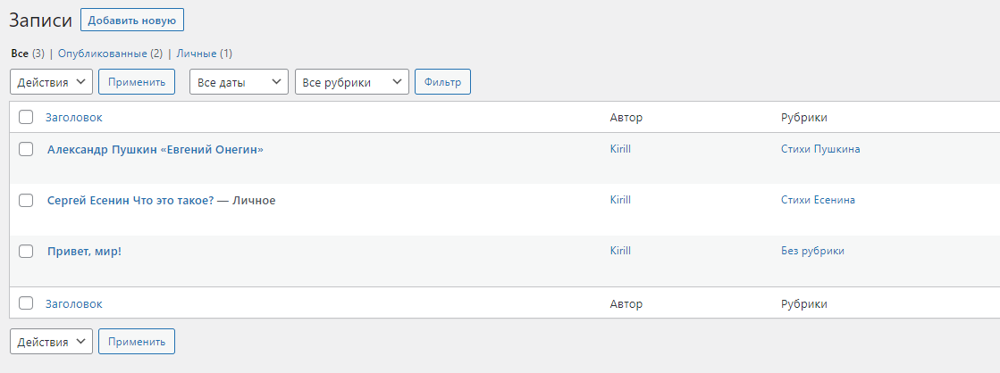 Записи Добавить новую
Все (3) | Опубликованные (2) | Личные (1)
Действия Применить Все даты Все рубрики Фильтр
Заголовок Автор Рубрики
Александр Пушкин «Евгений Онегин» Kirill Стихи Пушкина
Сергей Есенин Что это такое? — Личное Kirill Стихи Есенина
Привет, мир! Kirill Без рубрики
Заголовок Автор Рубрики
Действия Применить